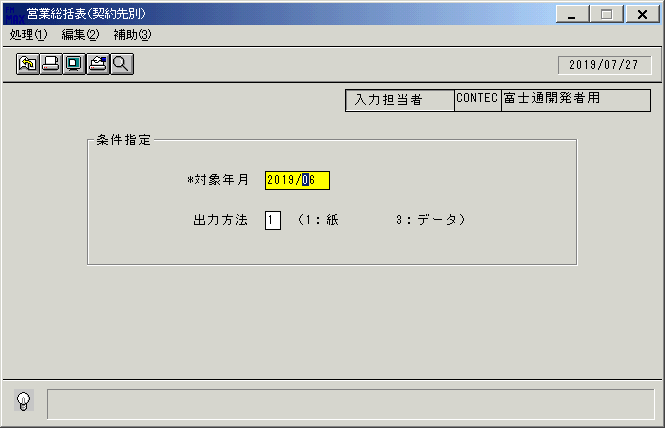 営業総括表(契約先別)
処理(1) 編集(2) 補助(3)
2019/07/27
入力担当者 CONTEC 富士通開発者用
条件指定
*対象年月 2019/06
出力方法 1 (1:紙 3:データ)